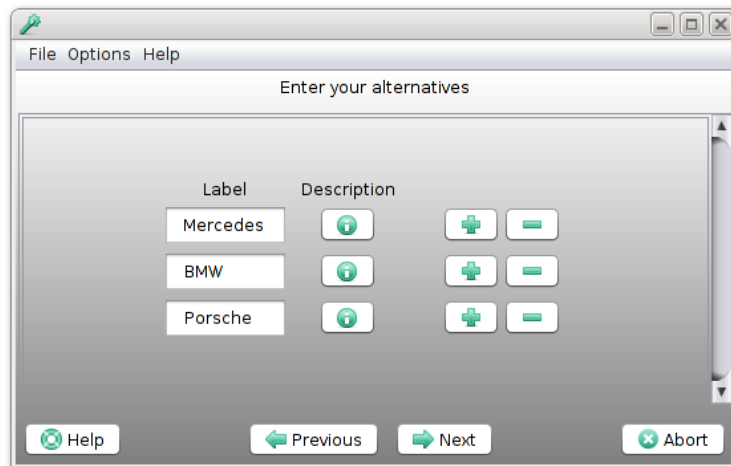 File Options Help
Enter your alternatives
Label Description
Mercedes
BMW
Porsche
Help Previous Next Abort